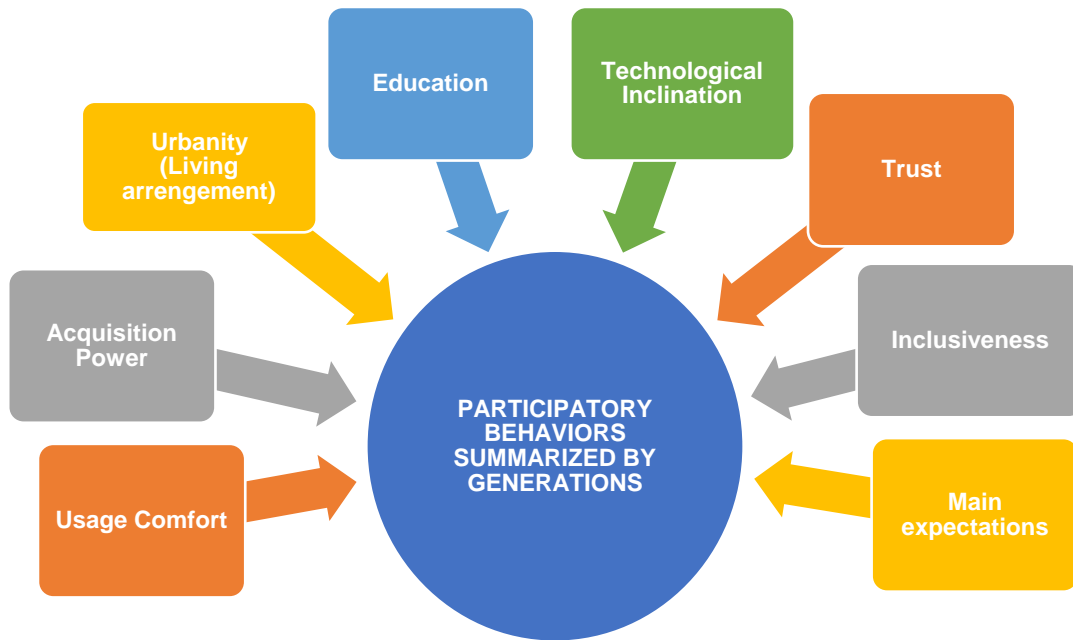 Education
Technological
Inclination
Urbanity
(Living
arrengement)
Trust
Acquisition
Power
Inclusiveness
PARTICIPATORY
BEHAVIORS
SUMMARIZED BY
GENERATIONS
Usage Comfort
Main
expectations